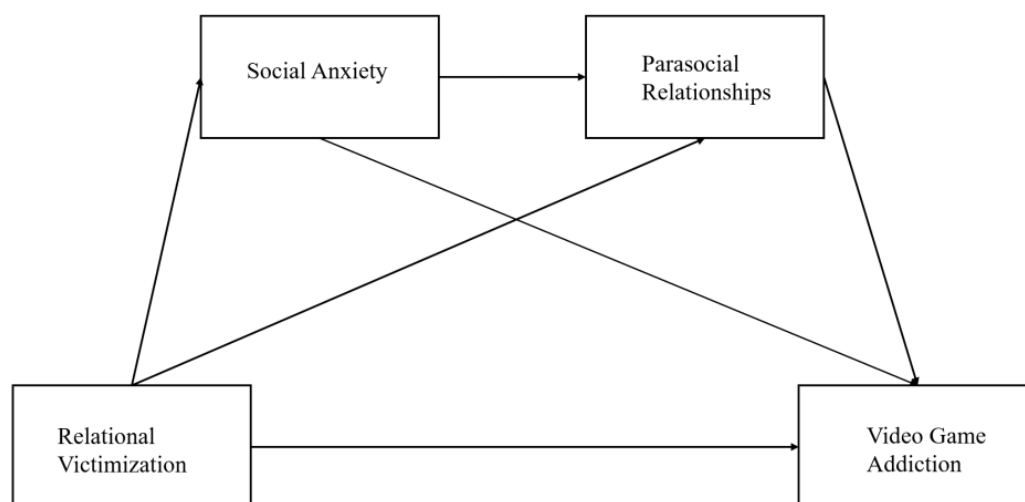 Social Anxiety
Parasocial
Relationships
Relational
Victimization
Video Game
Addiction